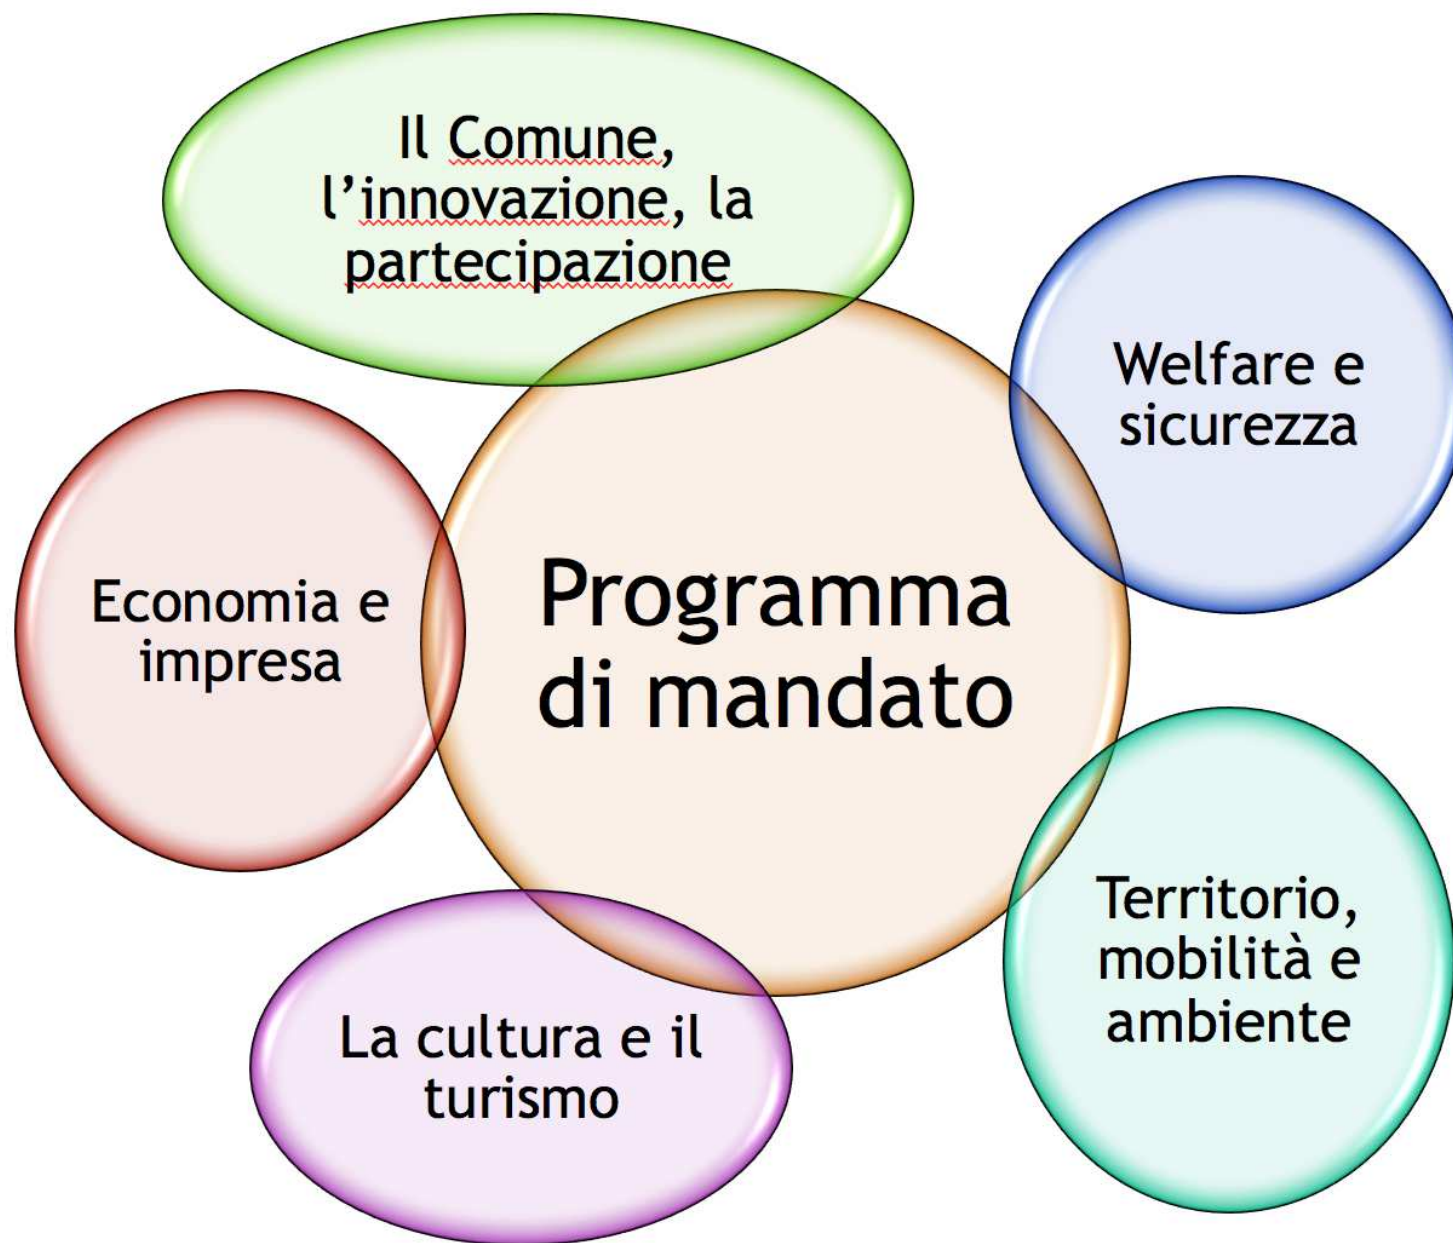 Il Comune,
l’innovazione, la
partecipazione
Welfare e
sicurezza
Economia e
impresa
Programma
di mandato
Territorio,
mobilità e
ambiente
La cultura e il
turismo